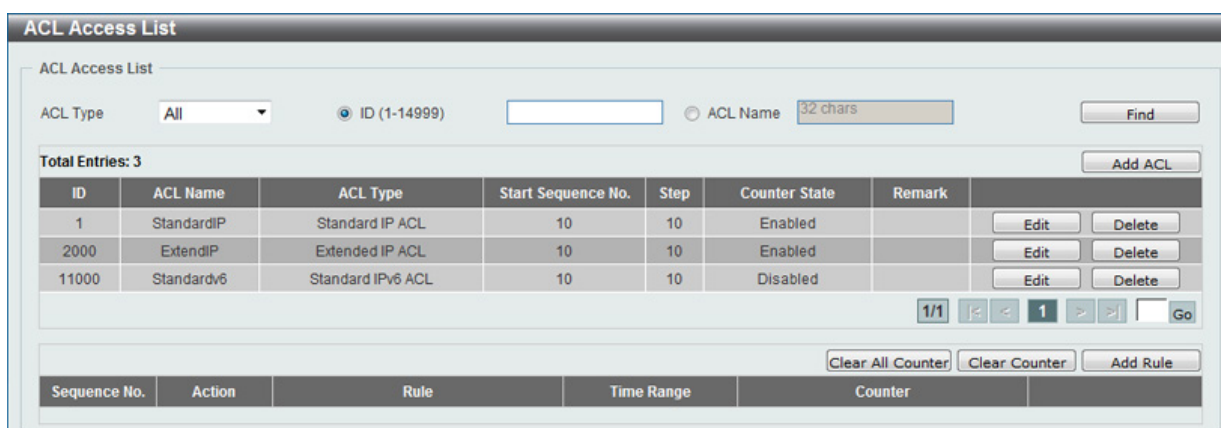 ACL Access List
ACL Access List
ACL Type All ID (1-14999) ACL Name 32 chars Find
Total Entries: 3 Add ACL
ID ACL Name ACL Type Start Sequence No. Step Counter State Remark
1 StandardIP Standard IP ACL 10 10 Enabled Edit Delete
2000 ExtendIP Extended IP ACL 10 10 Enabled Edit Delete
11000 Standardv6 Standard IPv6 ACL 10 10 Disabled Edit Delete
1/1 |< < 1 > >| Go
Clear All Counter Clear Counter Add Rule
Sequence No. Action Rule Time Range Counter